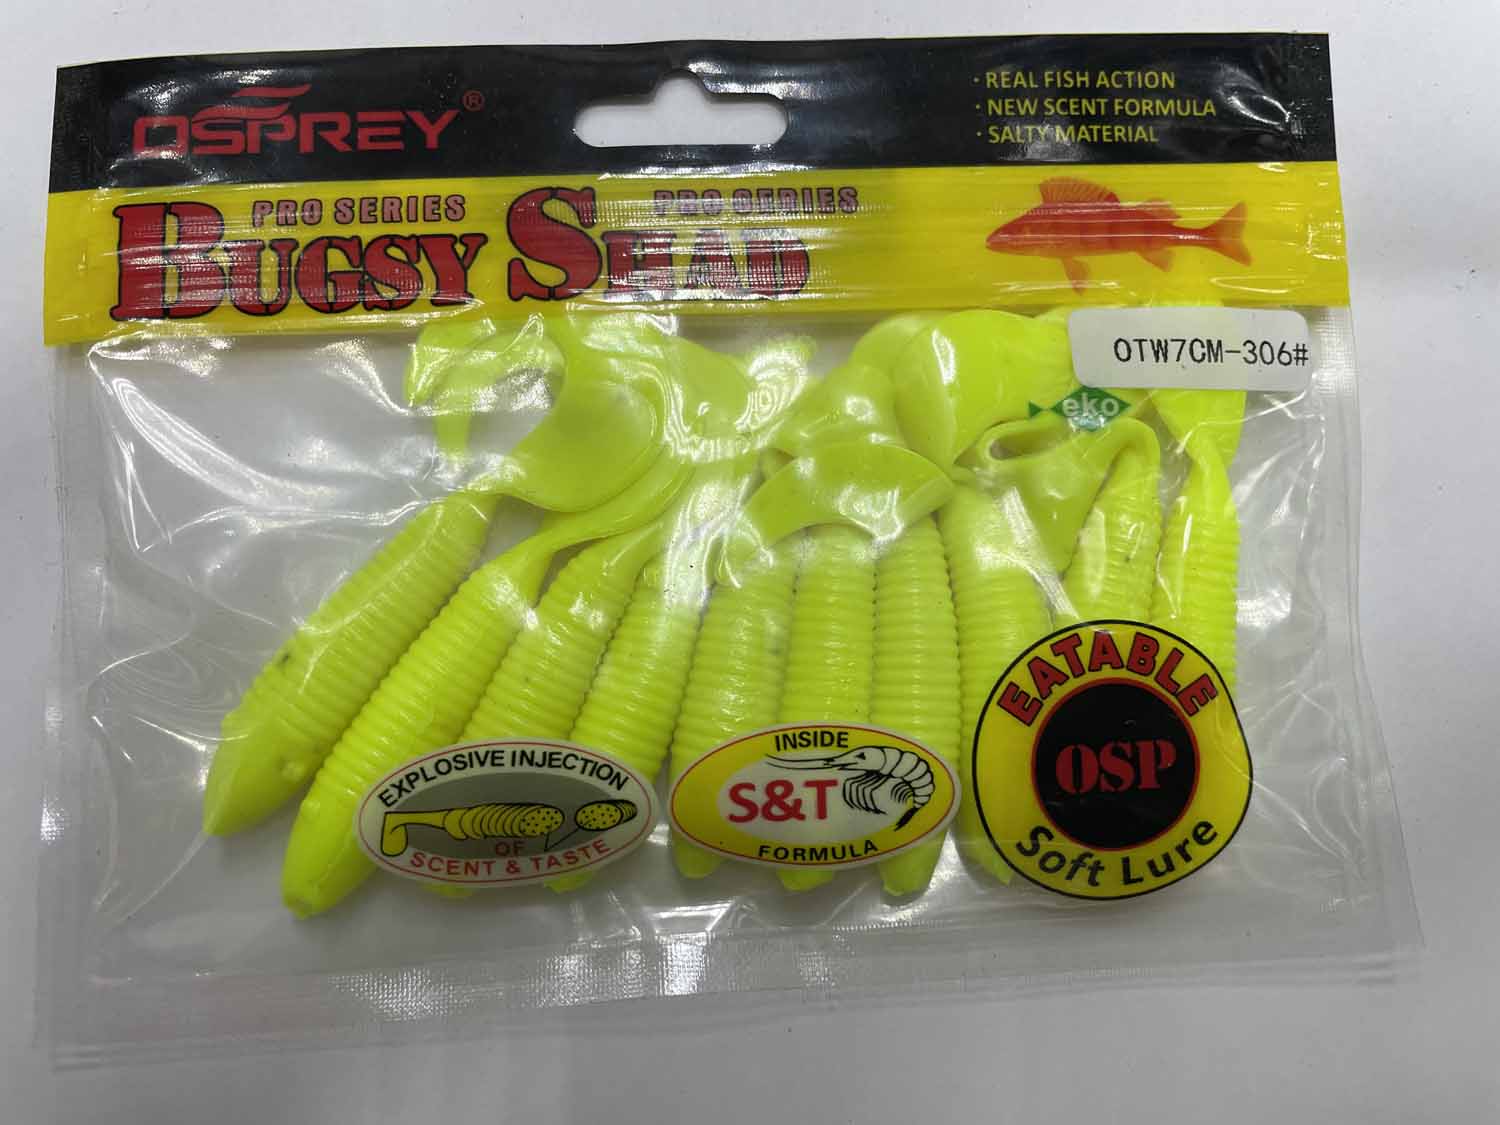 OSPREY®
· REAL FISH ACTION
· NEW SCENT FORMULA
· SALTY MATERIAL
PRO SERIES PRO SERIES
BUGSY SHAD
OTW7CM-306#
eko
EXPLOSIVE INJECTION
OF
SCENT & TASTE
INSIDE
S&T
FORMULA
EATABLE
OSP
Soft Lure